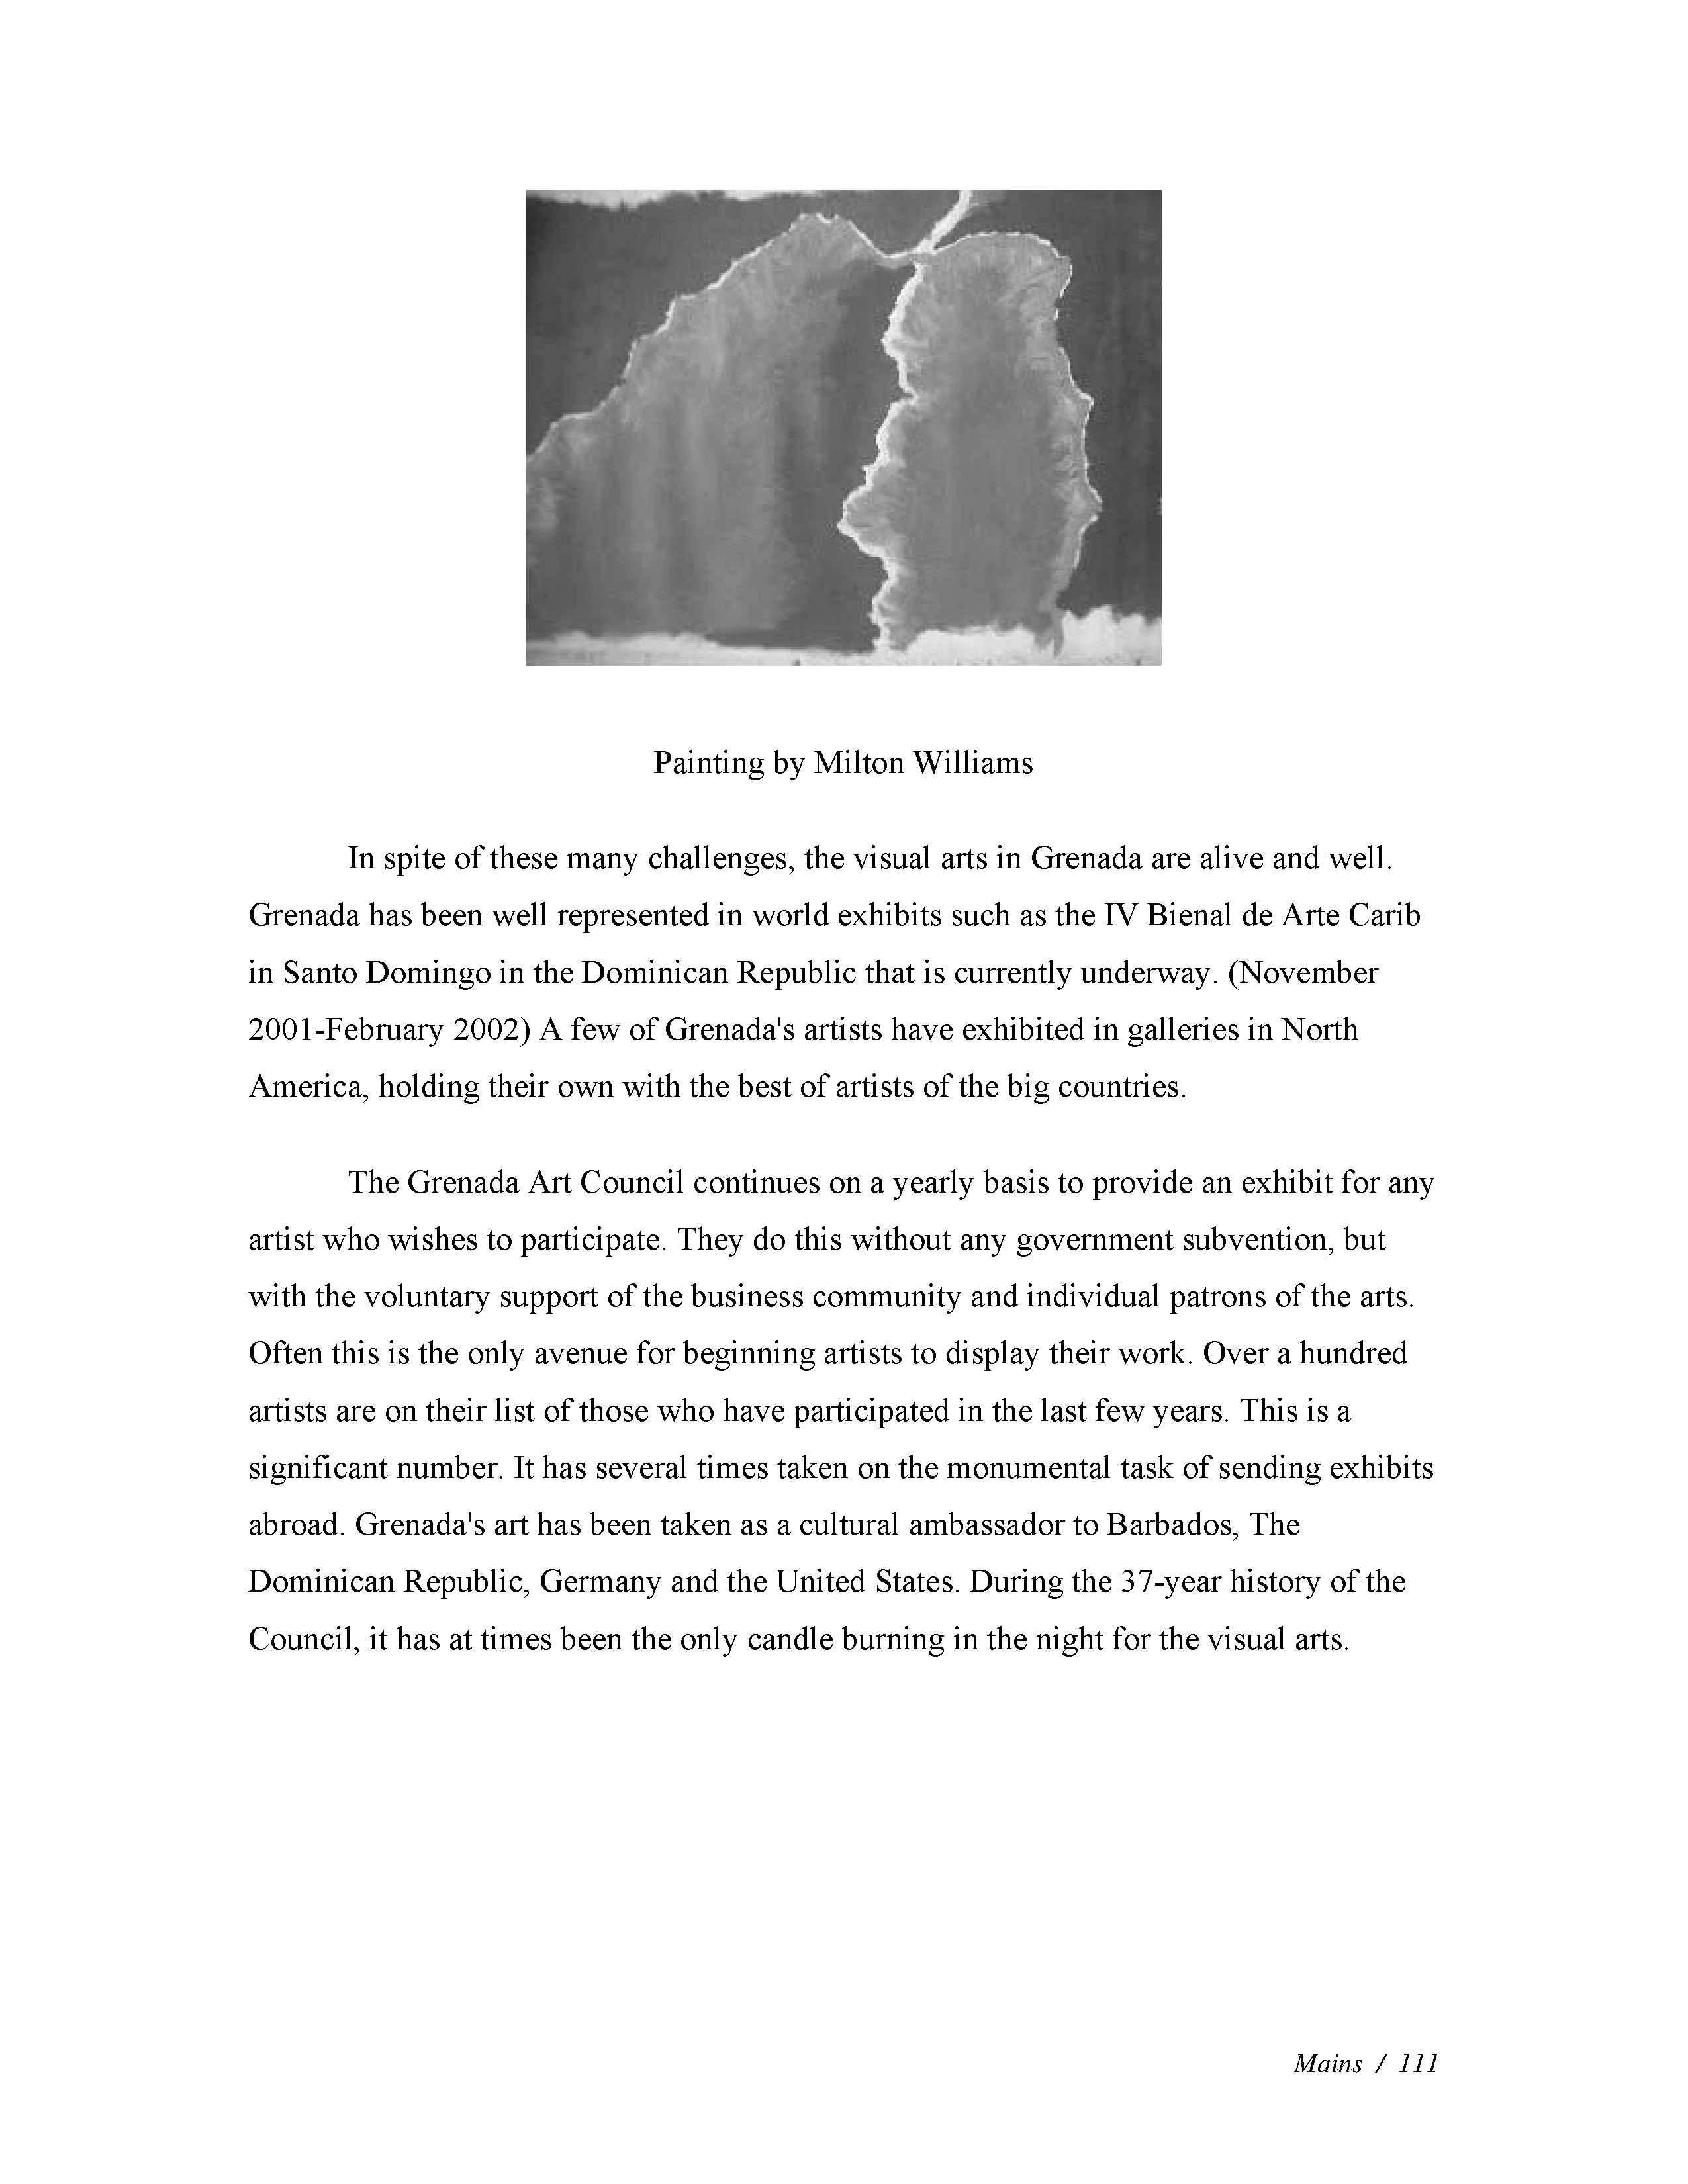 Painting by Milton Williams
In spite of these many challenges, the visual arts in Grenada are alive and well.
Grenada has been well represented in world exhibits such as the IV Bienal de Arte Carib
in Santo Domingo in the Dominican Republic that is currently underway. (November
2001-February 2002) A few of Grenada's artists have exhibited in galleries in North
America, holding their own with the best of artists of the big countries.
The Grenada Art Council continues on a yearly basis to provide an exhibit for any
artist who wishes to participate. They do this without any government subvention, but
with the voluntary support of the business community and individual patrons of the arts.
Often this is the only avenue for beginning artists to display their work. Over a hundred
artists are on their list of those who have participated in the last few years. This is a
significant number. It has several times taken on the monumental task of sending exhibits
abroad. Grenada's art has been taken as a cultural ambassador to Barbados, The
Dominican Republic, Germany and the United States. During the 37-year history of the
Council, it has at times been the only candle burning in the night for the visual arts.
Mains / 111